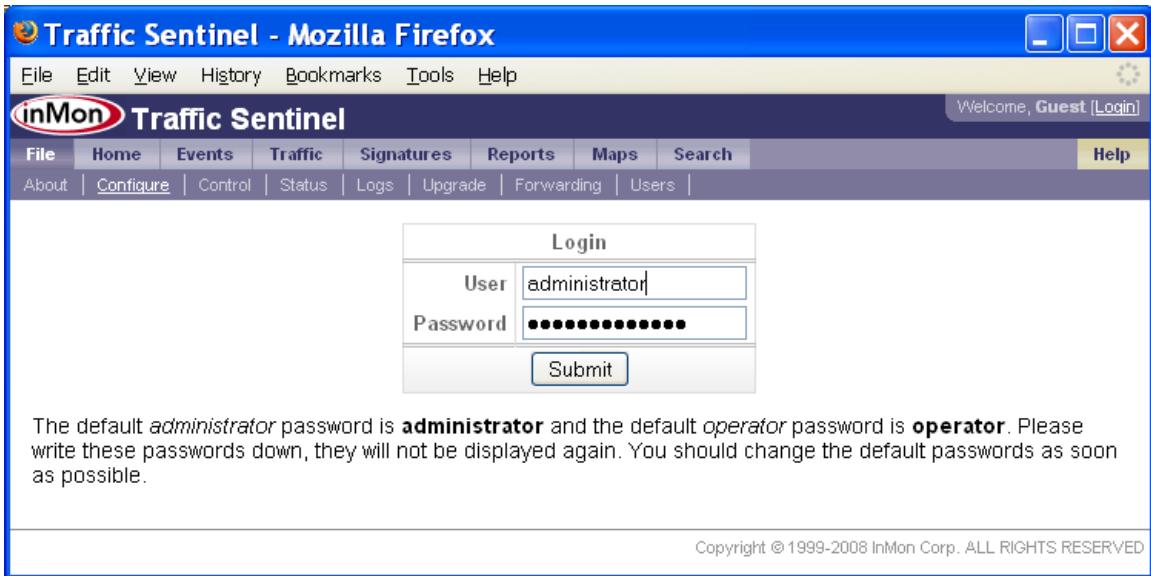 Traffic Sentinel - Mozilla Firefox
File Edit View History Bookmarks Tools Help
inMon Traffic Sentinel
Welcome, Guest [Login]
File Home Events Traffic Signatures Reports Maps Search Help
About | Configure | Control | Status | Logs | Upgrade | Forwarding | Users |
Login
User administrator
Password •••••••••••••
Submit
The default administrator password is administrator and the default operator password is operator. Please
write these passwords down, they will not be displayed again. You should change the default passwords as soon
as possible.
Copyright © 1999-2008 InMon Corp. ALL RIGHTS RESERVED